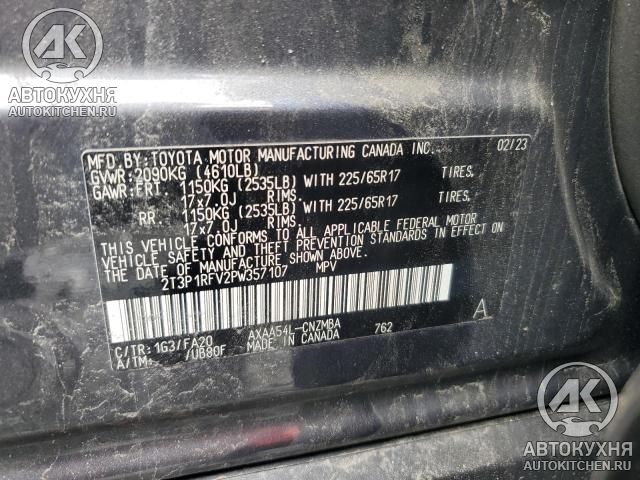 AK
АВТОКУХНЯ
AUTOKITCHEN.RU
MFD. BY: TOYOTA MOTOR MANUFACTURING CANADA INC. 02/23
GVWR: 2090KG (4610LB)
GAWR: FRT 1150KG (2535LB) WITH 225/65R17 TIRES.
17x7.0J RIMS.
RR 1150KG (2535LB) WITH 225/65R17 TIRES.
17x7.0J RIMS.
THIS VEHICLE CONFORMS TO ALL APPLICABLE FEDERAL MOTOR
VEHICLE SAFETY AND THEFT PREVENTION STANDARDS IN EFFECT ON
THE DATE OF MANUFACTURE SHOWN ABOVE.
2T3P1RFV2PW357107 MPV
A
C/TR: 1G3/FA20 AXAA54L-CNZMBA 762
A/TM: /UB80F MADE IN CANADA
AK
АВТОКУХНЯ
AUTOKITCHEN.RU